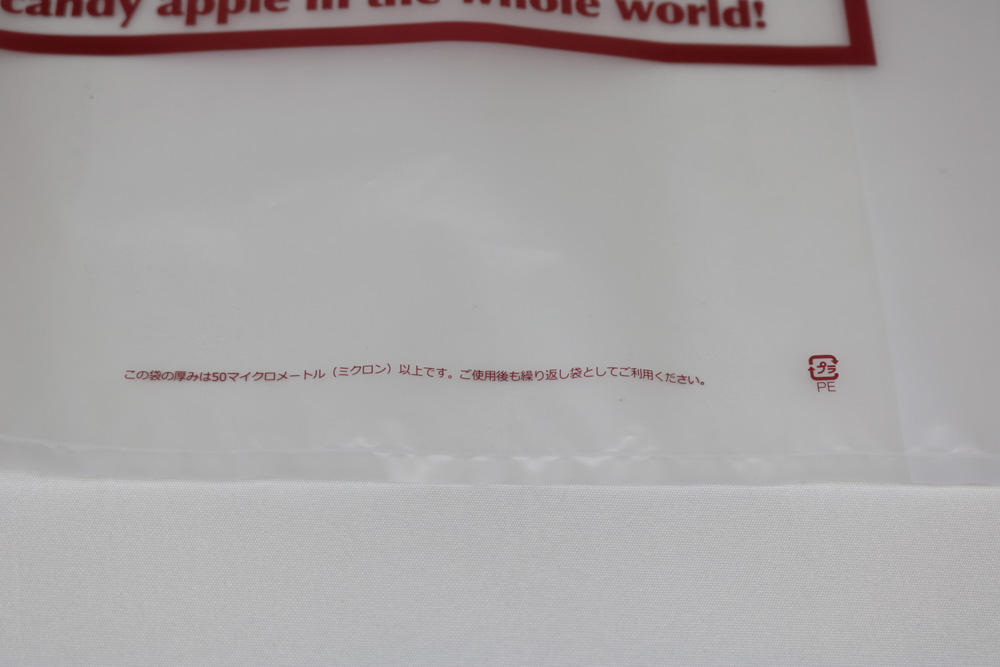 candy apple in the whole world!
この袋の厚みは50マイクロメートル（ミクロン）以上です。ご使用後も繰り返し袋としてご利用ください。
プラ
PE